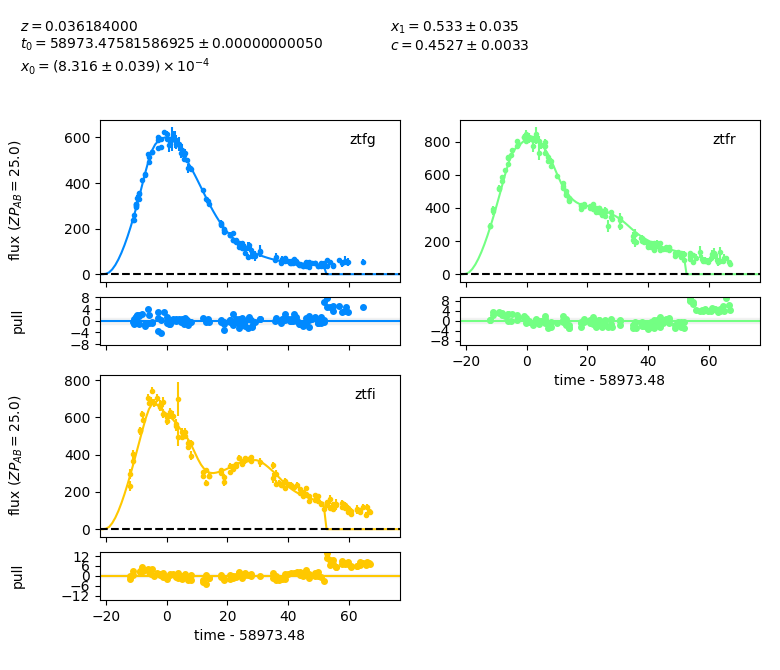 z = 0.036184000
t₀ = 58973.47581586925 ± 0.00000000050
x₀ = (8.316 ± 0.039) × 10⁻⁴
x₁ = 0.533 ± 0.035
c = 0.4527 ± 0.0033
flux (ZP_AB = 25.0)
600
400
200
0
ztfg
800
600
400
200
0
ztfr
pull
8
4
0
−4
−8
8
4
0
−4
−8
−20 0 20 40 60
time - 58973.48
flux (ZP_AB = 25.0)
800
600
400
200
0
ztfi
pull
12
6
0
−6
−12
−20 0 20 40 60
time - 58973.48